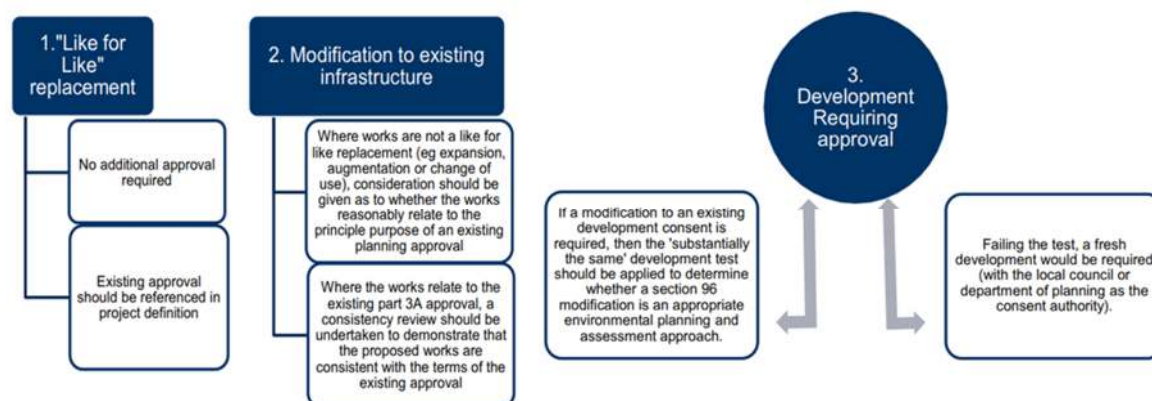 1."Like for
Like"
replacement
No additional approval
required
Existing approval
should be referenced in
project definition
2. Modification to existing
infrastructure
Where works are not a like for
like replacement (eg expansion,
augmentation or change of
use), consideration should be
given as to whether the works
reasonably relate to the
principle purpose of an existing
planning approval
Where the works relate to the
existing part 3A approval, a
consistency review should be
undertaken to demonstrate that
the proposed works are
consistent with the terms of the
existing approval
3.
Development
Requiring
approval
If a modification to an existing
development consent is
required, then the 'substantially
the same' development test
should be applied to determine
whether a section 96
modification is an appropriate
environmental planning and
assessment approach.
Failing the test, a fresh
development would be required
(with the local council or
department of planning as the
consent authority).